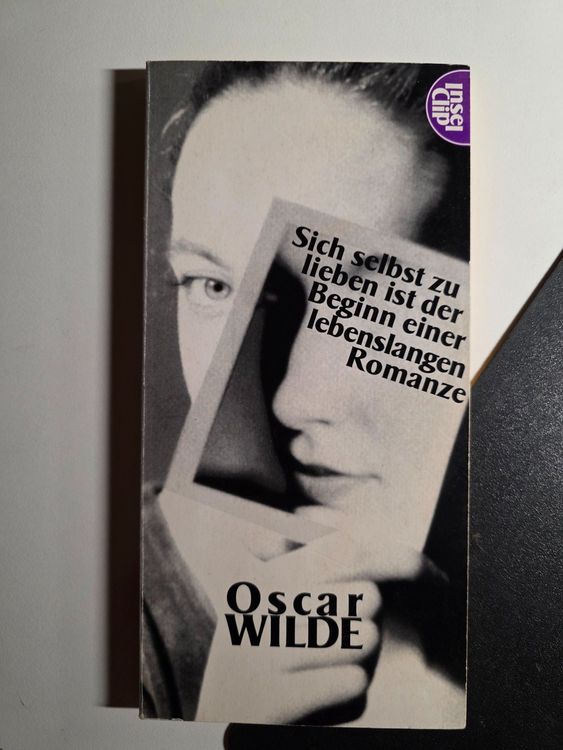 Insel
Clip
Sich selbst zu
lieben ist der
Beginn einer
lebenslangen
Romanze
Oscar
WILDE